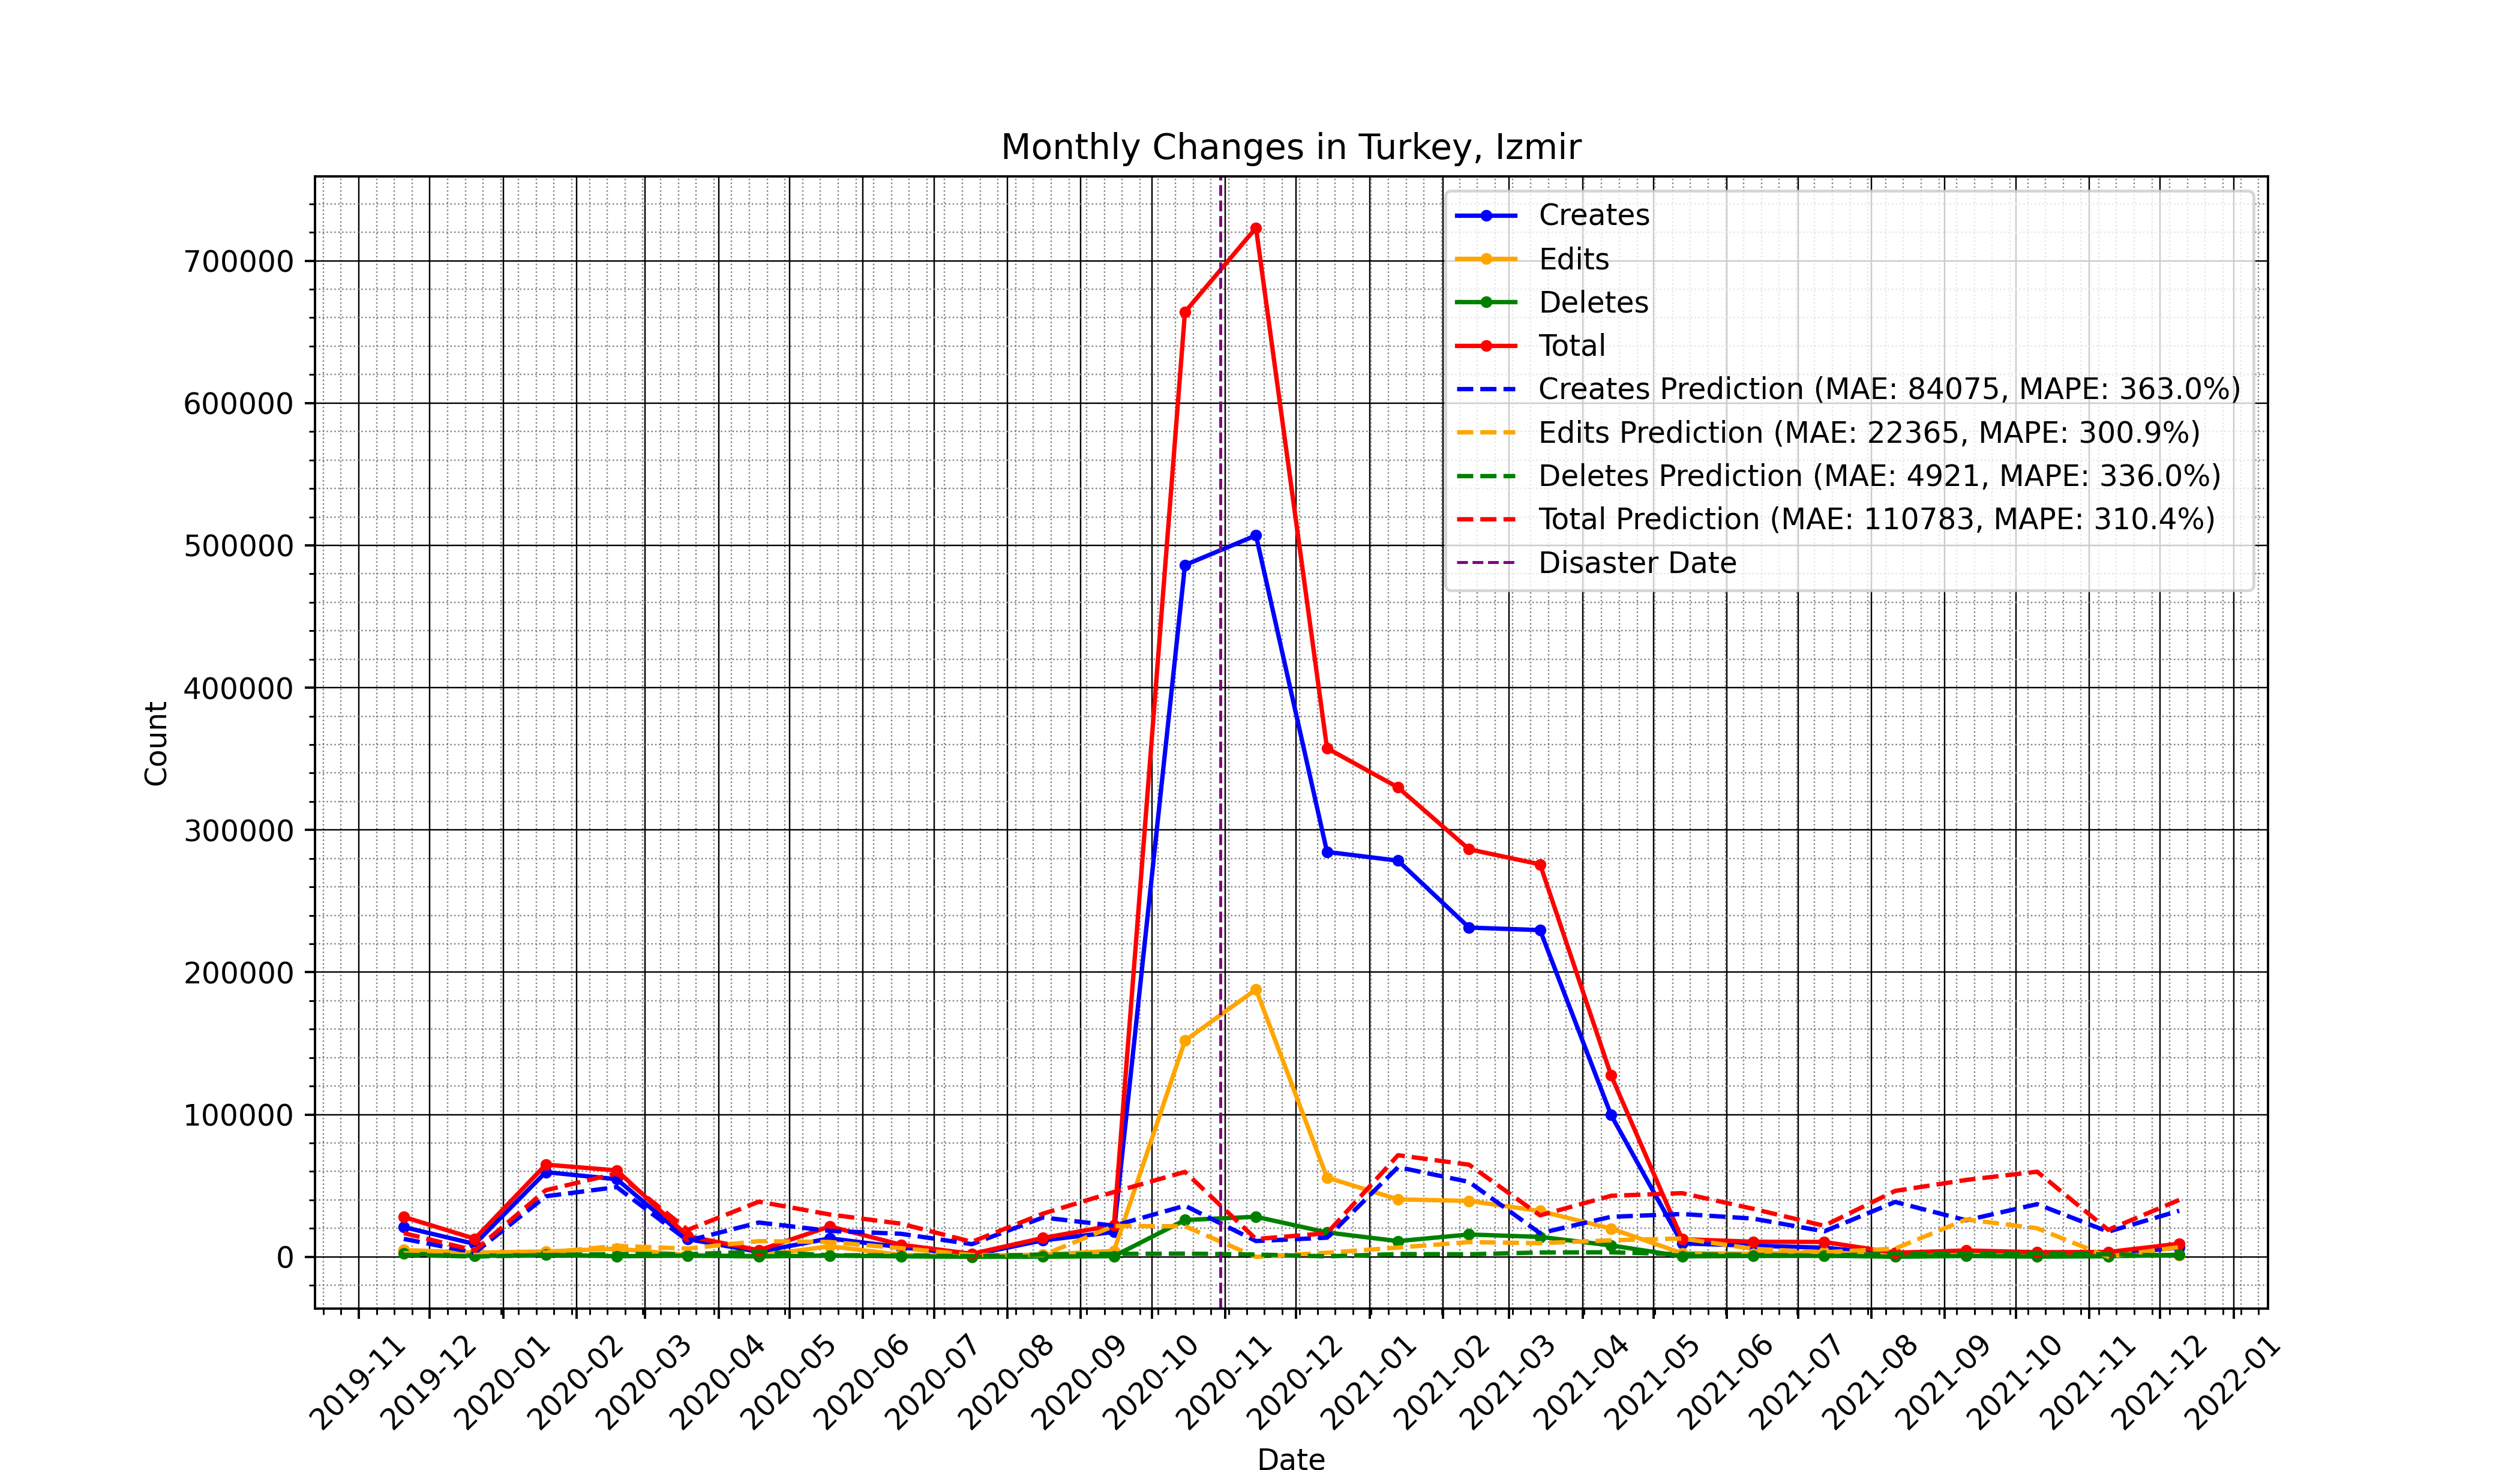 Monthly Changes in Turkey, Izmir
Creates
Edits
Deletes
Total
Creates Prediction (MAE: 84075, MAPE: 363.0%)
Edits Prediction (MAE: 22365, MAPE: 300.9%)
Deletes Prediction (MAE: 4921, MAPE: 336.0%)
Total Prediction (MAE: 110783, MAPE: 310.4%)
Disaster Date
700000
600000
500000
400000
300000
200000
100000
0
Count
2019-11
2019-12
2020-01
2020-02
2020-03
2020-04
2020-05
2020-06
2020-07
2020-08
2020-09
2020-10
2020-11
2020-12
2021-01
2021-02
2021-03
2021-04
2021-05
2021-06
2021-07
2021-08
2021-09
2021-10
2021-11
2021-12
2022-01
Date